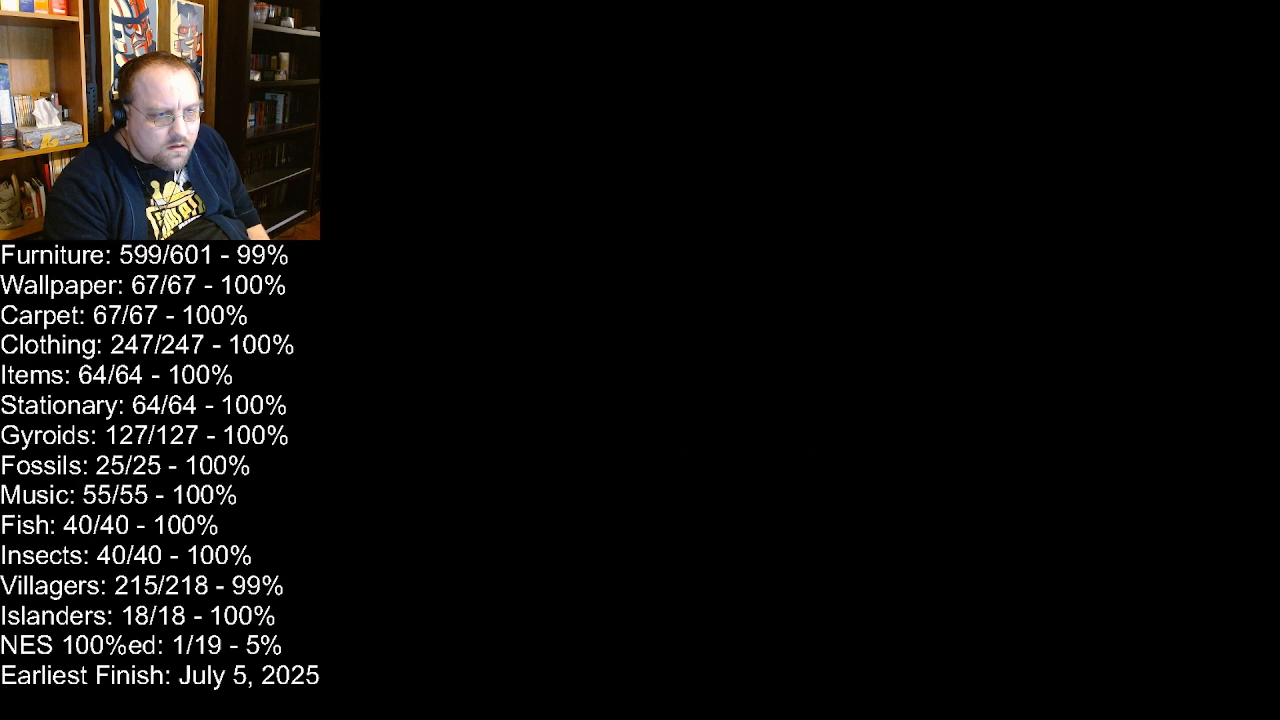 Furniture: 599/601 - 99%
Wallpaper: 67/67 - 100%
Carpet: 67/67 - 100%
Clothing: 247/247 - 100%
Items: 64/64 - 100%
Stationary: 64/64 - 100%
Gyroids: 127/127 - 100%
Fossils: 25/25 - 100%
Music: 55/55 - 100%
Fish: 40/40 - 100%
Insects: 40/40 - 100%
Villagers: 215/218 - 99%
Islanders: 18/18 - 100%
NES 100%ed: 1/19 - 5%
Earliest Finish: July 5, 2025